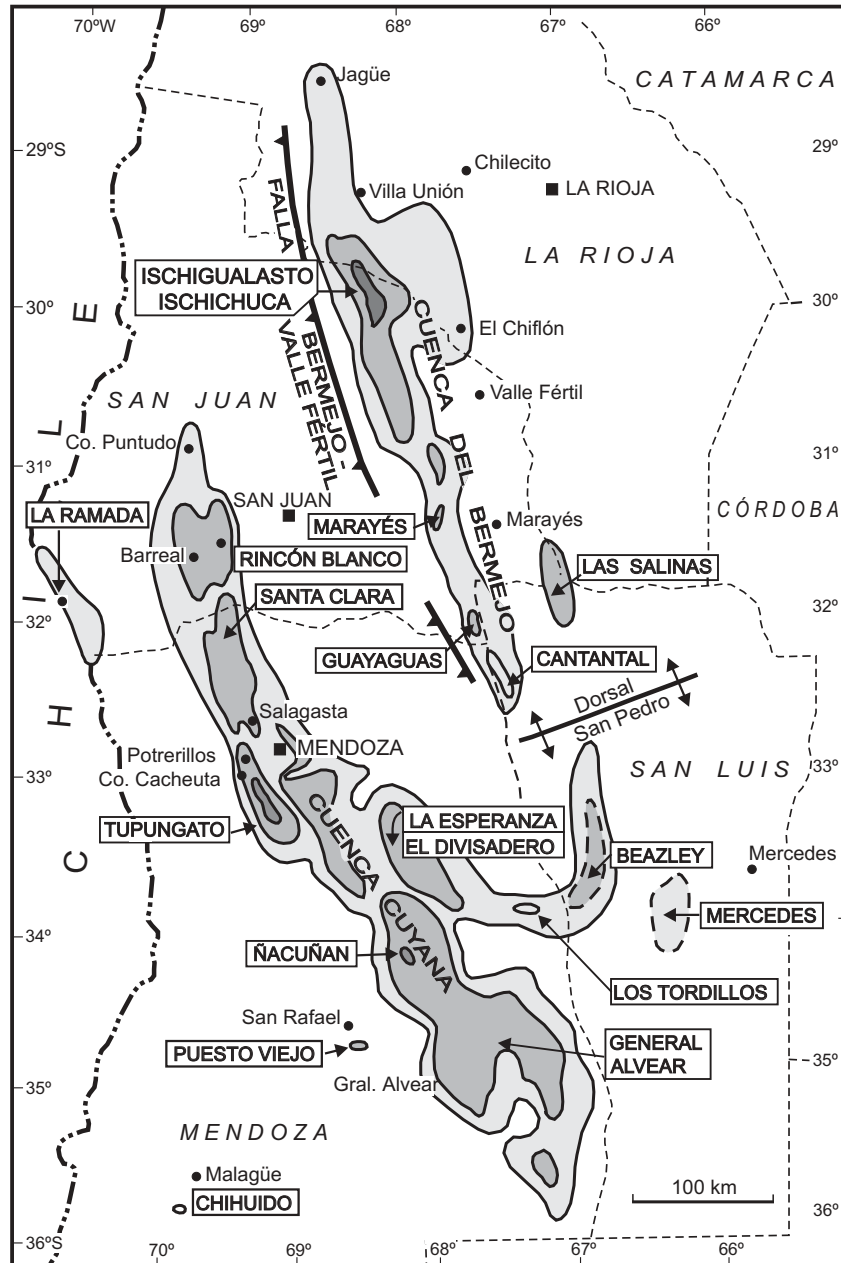 70ºW
69º
68º
67º
66º
Jagüe
CATAMARCA
29ºS
29º
Chilecito
Villa Unión
LA RIOJA
FALLA
BERMEJO -
VALLE FÉRTIL
LA RIOJA
ISCHIGUALASTO
ISCHICHUCA
30º
30º
CUENCA DEL BERMEJO
El Chiflón
CHILE
SAN JUAN
Valle Fértil
Co. Puntudo
31º
31º
SAN JUAN
CÓRDOBA
LA RAMADA
MARAYÉS
Marayés
Barreal
RINCÓN BLANCO
LAS SALINAS
SANTA CLARA
32º
32º
GUAYAGUAS
CANTANTAL
Dorsal
San Pedro
Salagasta
MENDOZA
Potrerillos
Co. Cacheuta
SAN LUIS
33º
33º
TUPUNGATO
CUENCA
CUYANA
LA ESPERANZA
EL DIVISADERO
BEAZLEY
Mercedes
MERCEDES
34º
ÑACUÑAN
LOS TORDILLOS
San Rafael
PUESTO VIEJO
GENERAL
ALVEAR
35º
35º
Gral. Alvear
MENDOZA
Malagüe
CHIHUIDO
100 km
36ºS
36º
70º
69º
68º
67º
66º